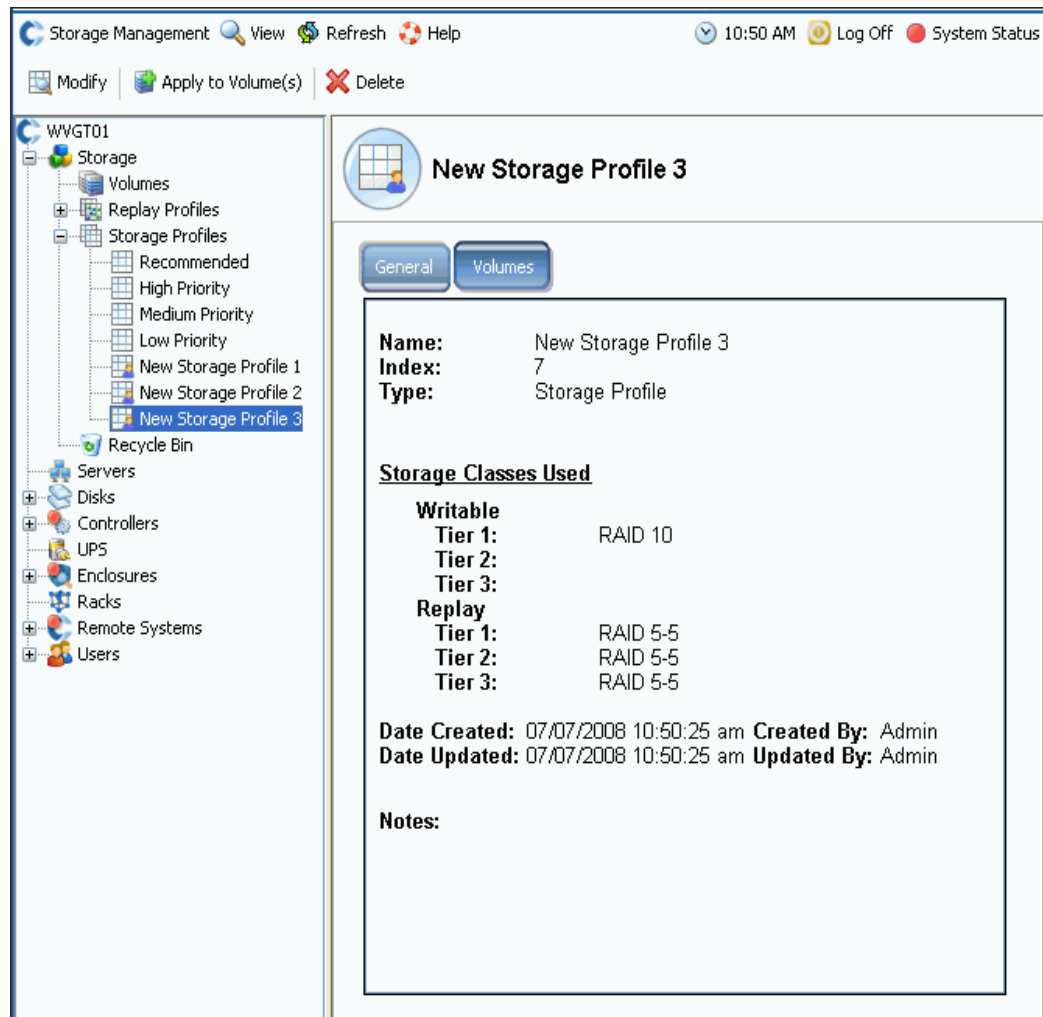 Storage Management View Refresh Help 10:50 AM Log Off System Status
Modify Apply to Volume(s) Delete
WVGT01
Storage
Volumes
Replay Profiles
Storage Profiles
Recommended
High Priority
Medium Priority
Low Priority
New Storage Profile 1
New Storage Profile 2
New Storage Profile 3
Recycle Bin
Servers
Disks
Controllers
UPS
Enclosures
Racks
Remote Systems
Users
New Storage Profile 3
General Volumes
Name: New Storage Profile 3
Index: 7
Type: Storage Profile
Storage Classes Used
Writable
Tier 1: RAID 10
Tier 2:
Tier 3:
Replay
Tier 1: RAID 5-5
Tier 2: RAID 5-5
Tier 3: RAID 5-5
Date Created: 07/07/2008 10:50:25 am Created By: Admin
Date Updated: 07/07/2008 10:50:25 am Updated By: Admin
Notes: